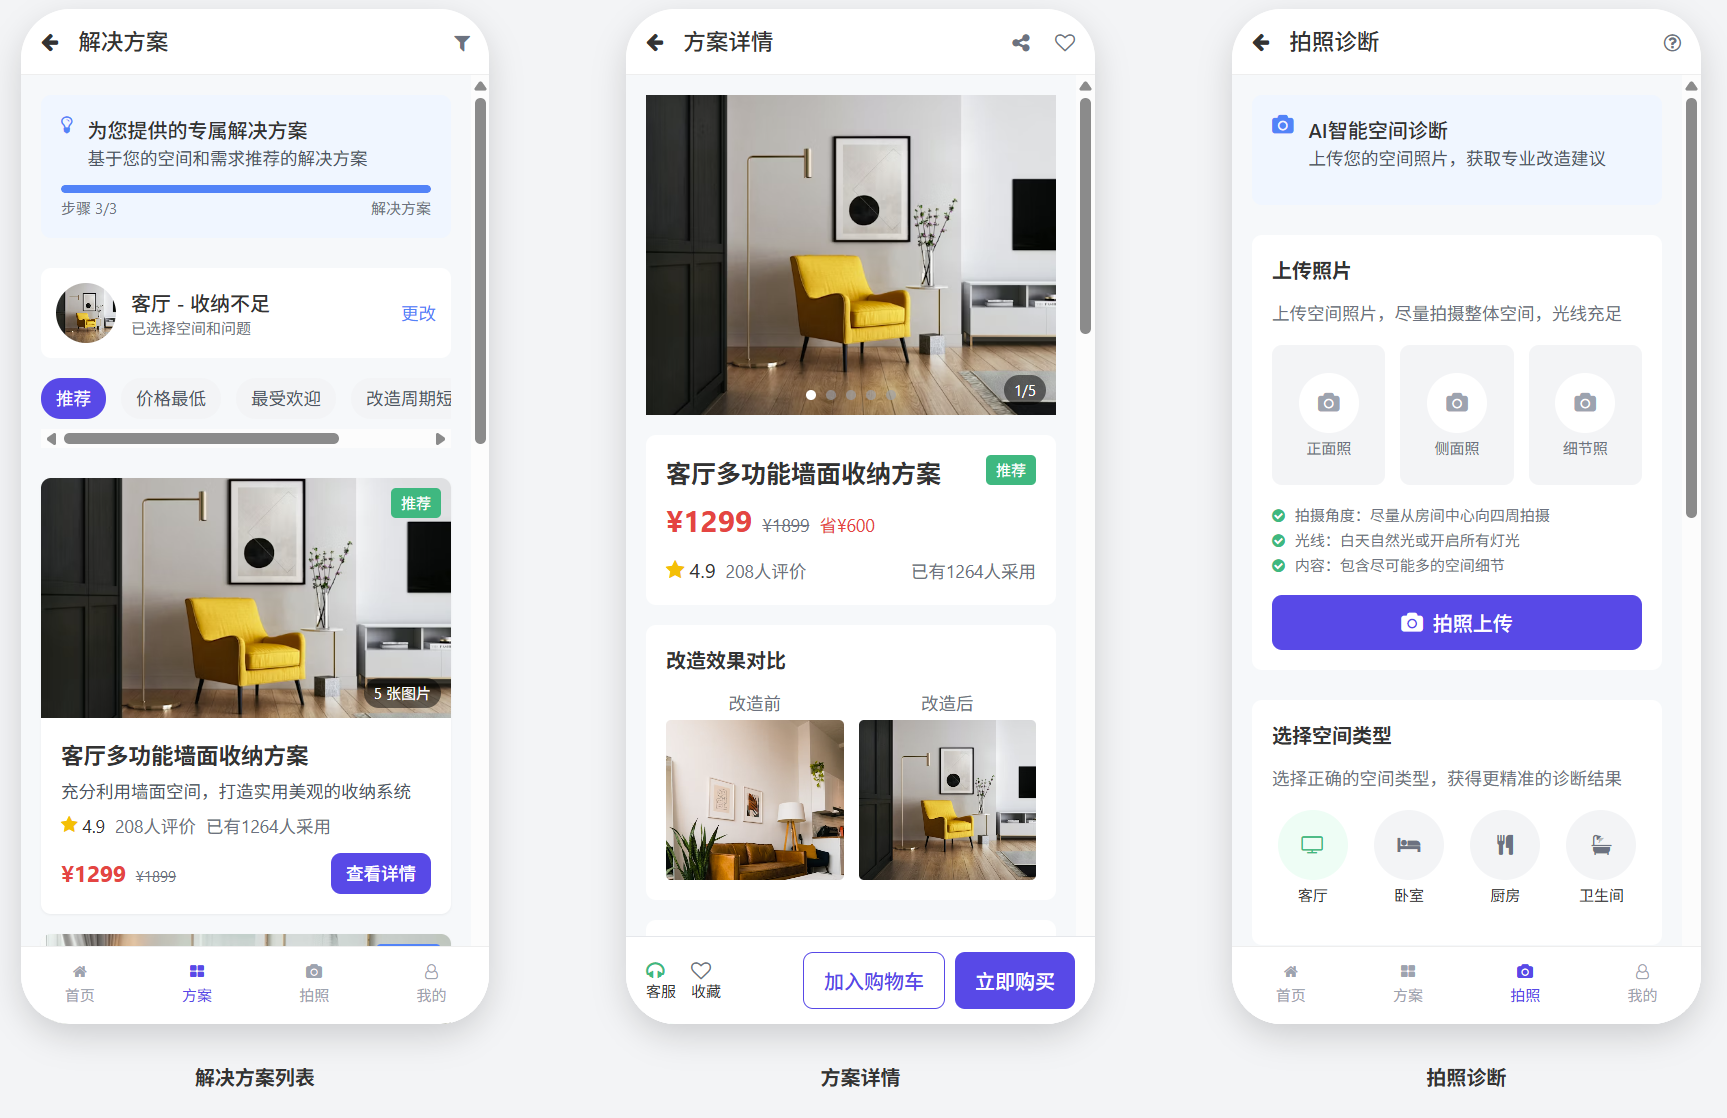 解决方案
为您提供的专属解决方案
基于您的空间和需求推荐的解决方案
步骤 3/3
解决方案
客厅 - 收纳不足
已选择空间和问题
更改
推荐
价格最低
最受欢迎
改造周期短
推荐
5 张图片
客厅多功能墙面收纳方案
充分利用墙面空间，打造实用美观的收纳系统
4.9 208人评价 已有1264人采用
¥1299 ¥1899
查看详情
首页
方案
拍照
我的
解决方案列表
方案详情
1/5
客厅多功能墙面收纳方案
推荐
¥1299 ¥1899 省¥600
4.9 208人评价
已有1264人采用
改造效果对比
改造前
改造后
客服
收藏
加入购物车
立即购买
方案详情
拍照诊断
AI智能空间诊断
上传您的空间照片，获取专业改造建议
上传照片
上传空间照片，尽量拍摄整体空间，光线充足
正面照
侧面照
细节照
拍摄角度：尽量从房间中心向四周拍摄
光线：白天自然光或开启所有灯光
内容：包含尽可能多的空间细节
拍照上传
选择空间类型
选择正确的空间类型，获得更精准的诊断结果
客厅
卧室
厨房
卫生间
首页
方案
拍照
我的
拍照诊断